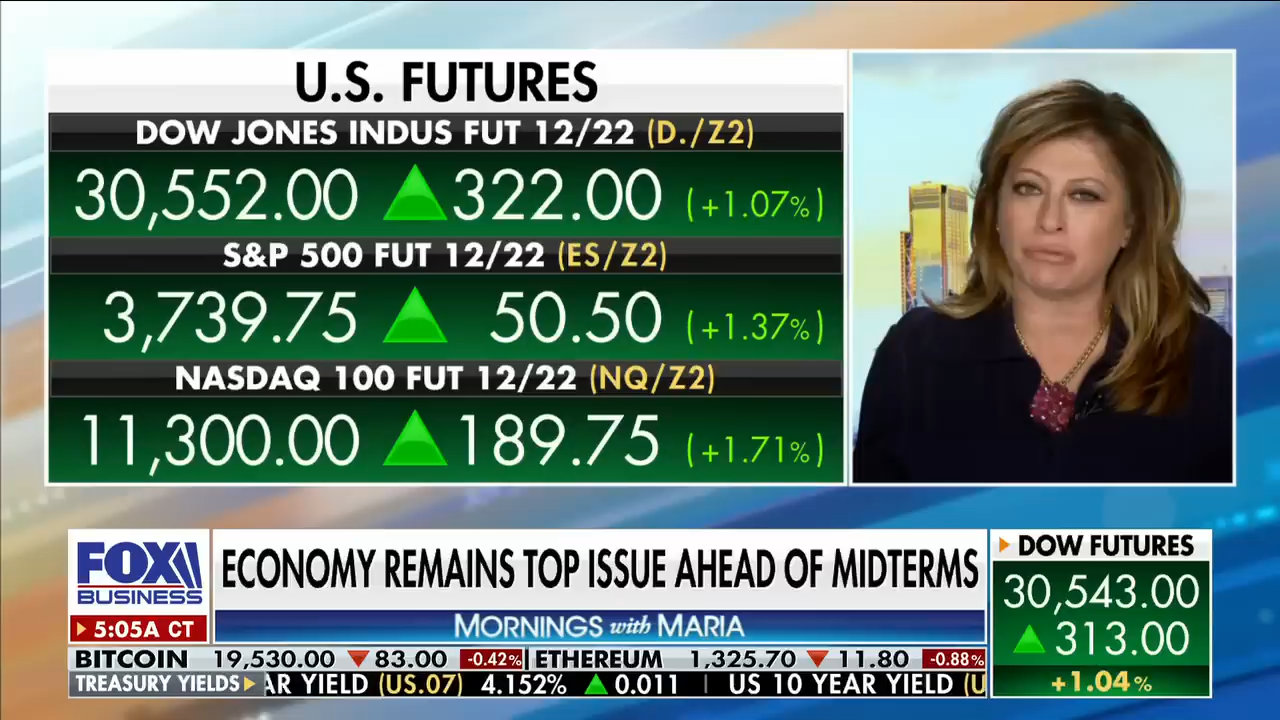 U.S. FUTURES
DOW JONES INDUS FUT 12/22 (D./Z2)
30,552.00 ▲ 322.00 (+1.07%)
S&P 500 FUT 12/22 (ES/Z2)
3,739.75 ▲ 50.50 (+1.37%)
NASDAQ 100 FUT 12/22 (NQ/Z2)
11,300.00 ▲ 189.75 (+1.71%)
FOX BUSINESS
5:05A CT
ECONOMY REMAINS TOP ISSUE AHEAD OF MIDTERMS
MORNINGS with MARIA
DOW FUTURES
30,543.00
▲ 313.00
+1.04%
BITCOIN 19,530.00 ▼ 83.00 -0.42% ETHEREUM 1,325.70 ▼ 11.80 -0.88%
TREASURY YIELDS AR YIELD (US.07) 4.152% ▲ 0.011 | US 10 YEAR YIELD (U